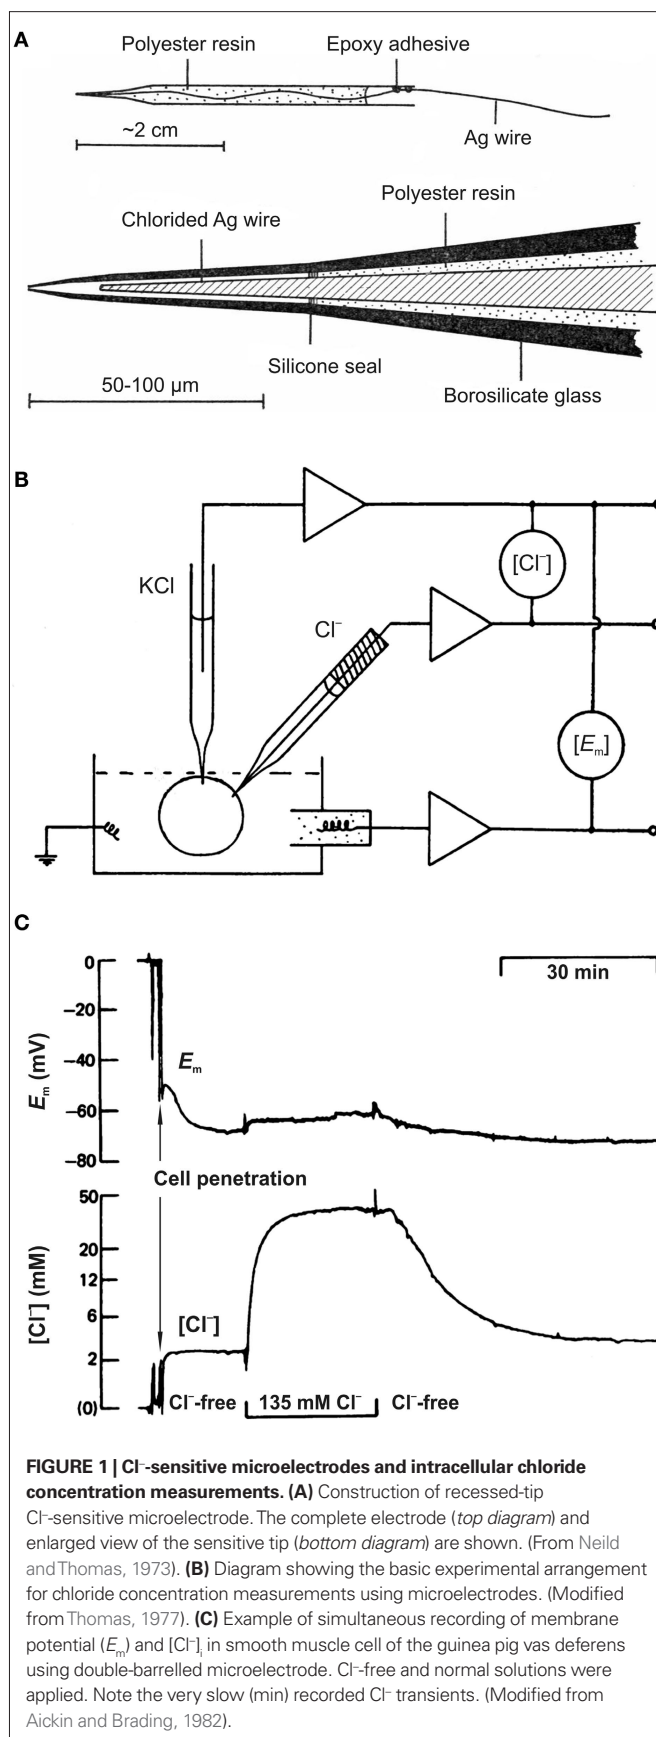 A
Polyester resin
Epoxy adhesive
~2 cm
Ag wire
Polyester resin
Chlorided Ag wire
Silicone seal
50-100 µm
Borosilicate glass
B
[Cl⁻]
KCl
Cl⁻
[Eₘ]
C
0
30 min
–20
–40
Eₘ
–60
–80
Eₘ (mV)
Cell penetration
50
20
12
6
[Cl⁻]
2
(0)
[Cl⁻] (mM)
Cl⁻-free
135 mM Cl⁻
Cl⁻-free
FIGURE 1 | Cl⁻-sensitive microelectrodes and intracellular chloride
concentration measurements. (A) Construction of recessed-tip
Cl⁻-sensitive microelectrode. The complete electrode (top diagram) and
enlarged view of the sensitive tip (bottom diagram) are shown. (From Neild
and Thomas, 1973). (B) Diagram showing the basic experimental arrangement
for chloride concentration measurements using microelectrodes. (Modified
from Thomas, 1977). (C) Example of simultaneous recording of membrane
potential (Eₘ) and [Cl⁻]ᵢ in smooth muscle cell of the guinea pig vas deferens
using double-barrelled microelectrode. Cl⁻-free and normal solutions were
applied. Note the very slow (min) recorded Cl⁻ transients. (Modified from
Aickin and Brading, 1982).